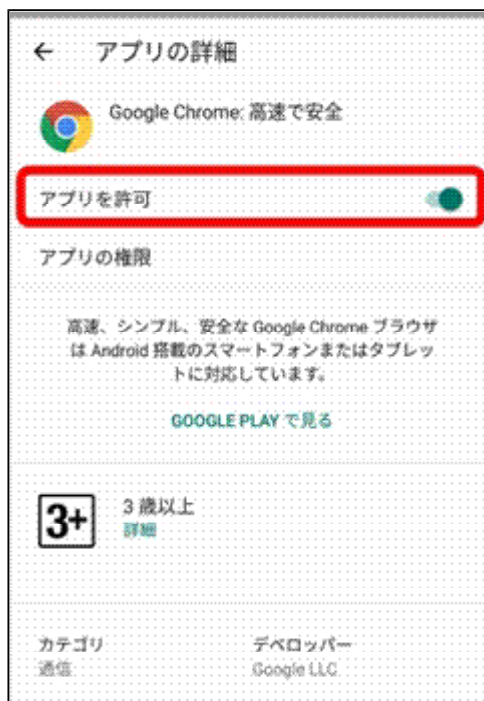 ← アプリの詳細
Google Chrome: 高速で安全
アプリを許可
アプリの権限
高速、シンプル、安全な Google Chrome ブラウザ
は Android 搭載のスマートフォンまたはタブレッ
トに対応しています。
GOOGLE PLAY で見る
3+
3 歳以上
詳細
カテゴリ
通信
デベロッパー
Google LLC